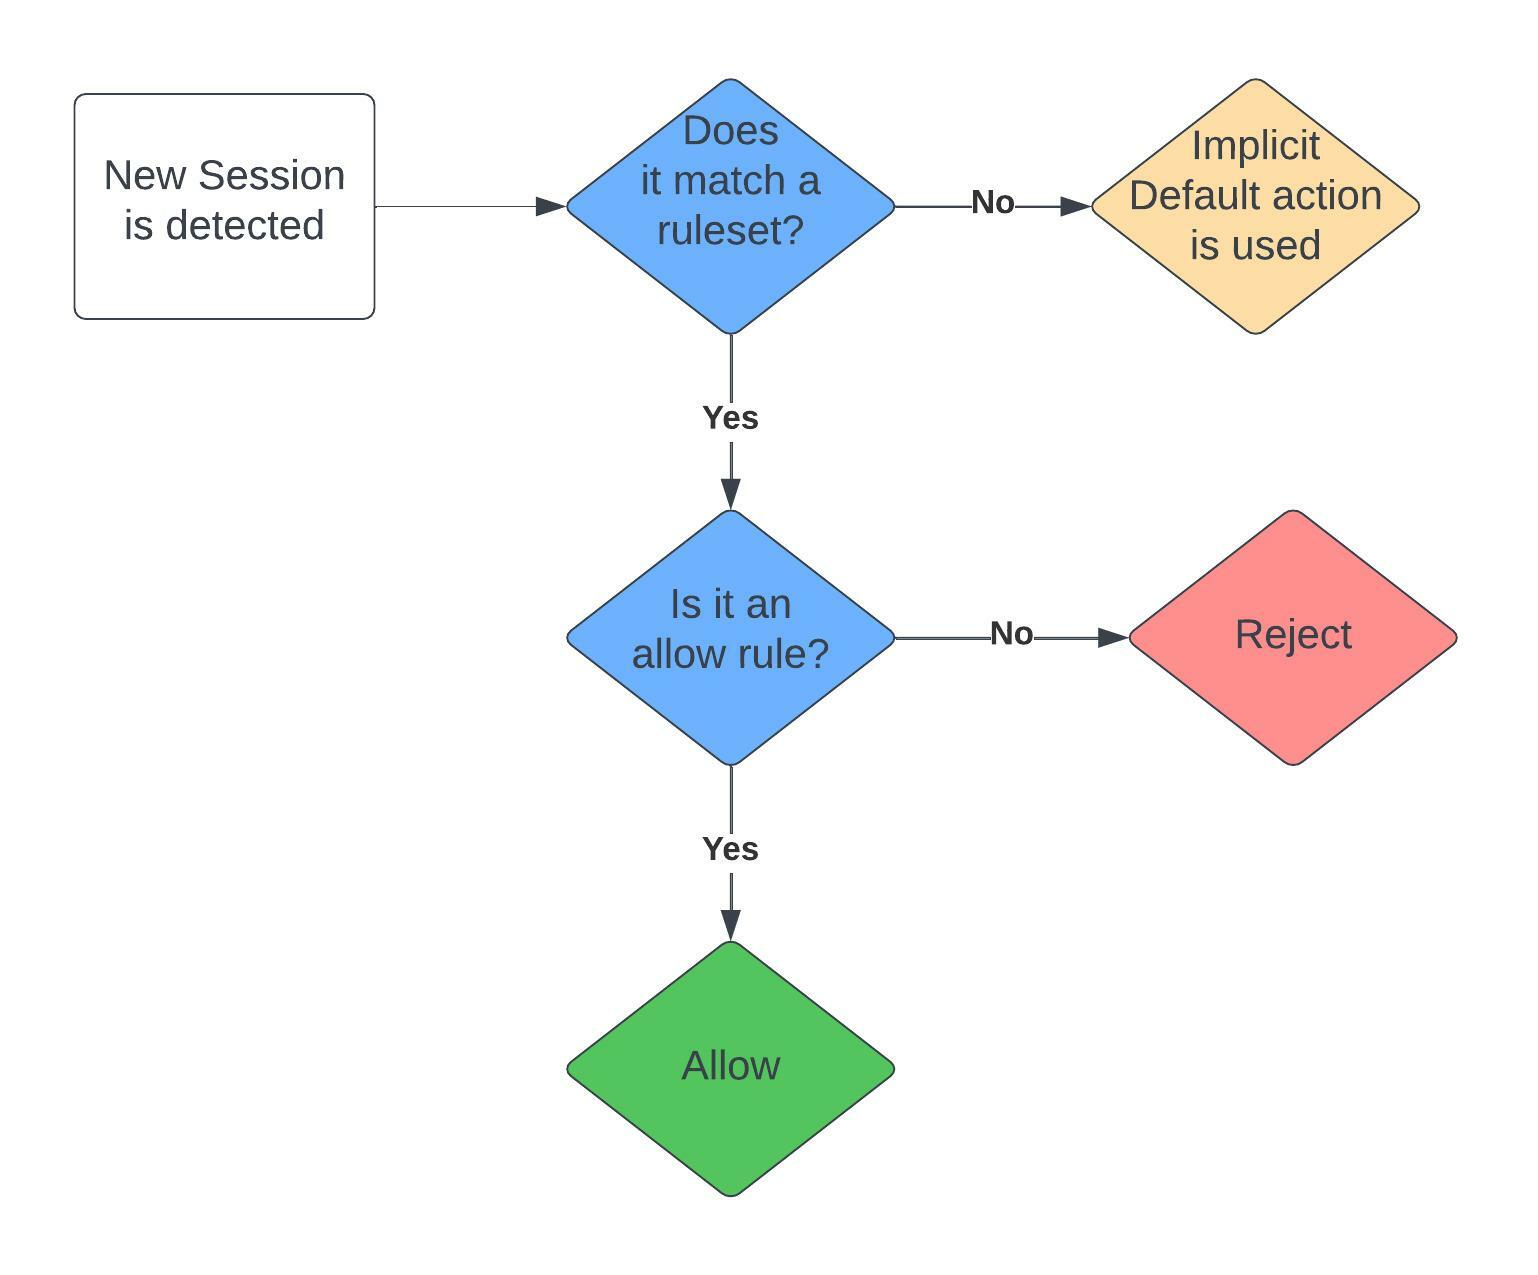 New Session
is detected
Does
it match a
ruleset?
No
Implicit
Default action
is used
Yes
Is it an
allow rule?
No
Reject
Yes
Allow